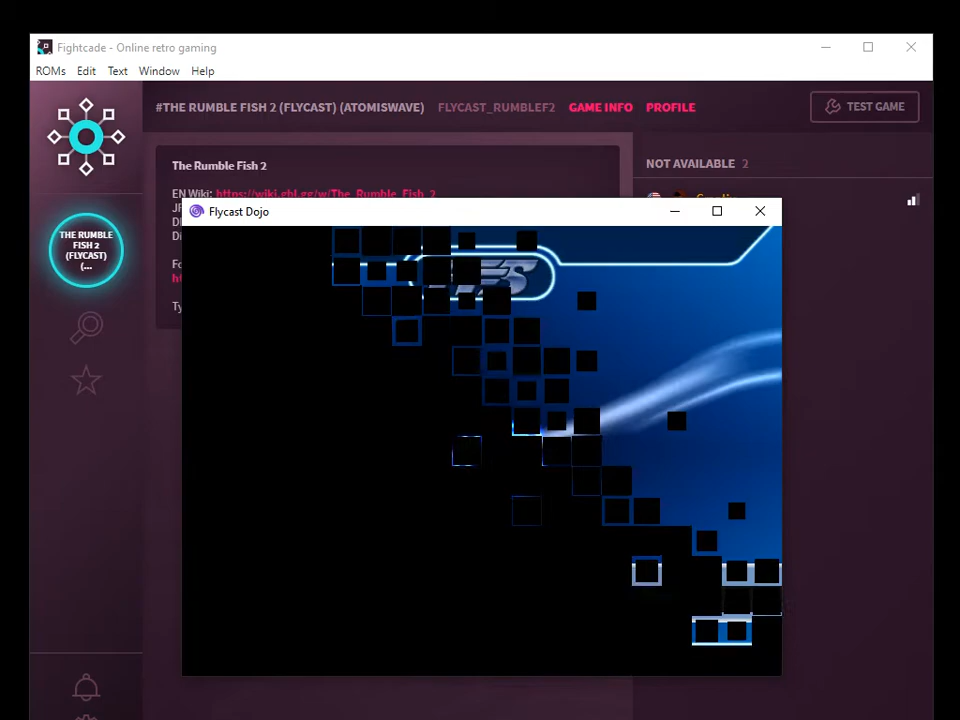 Fightcade - Online retro gaming
ROMs Edit Text Window Help
#THE RUMBLE FISH 2 (FLYCAST) (ATOMISWAVE) FLYCAST_RUMBLEF2 GAME INFO PROFILE TEST GAME
The Rumble Fish 2
NOT AVAILABLE 2
EN Wiki: https://wiki.gbl.gg/w/The_Rumble_Fish_2
Flycast Dojo
THE RUMBLE
FISH 2
(FLYCAST)
(...